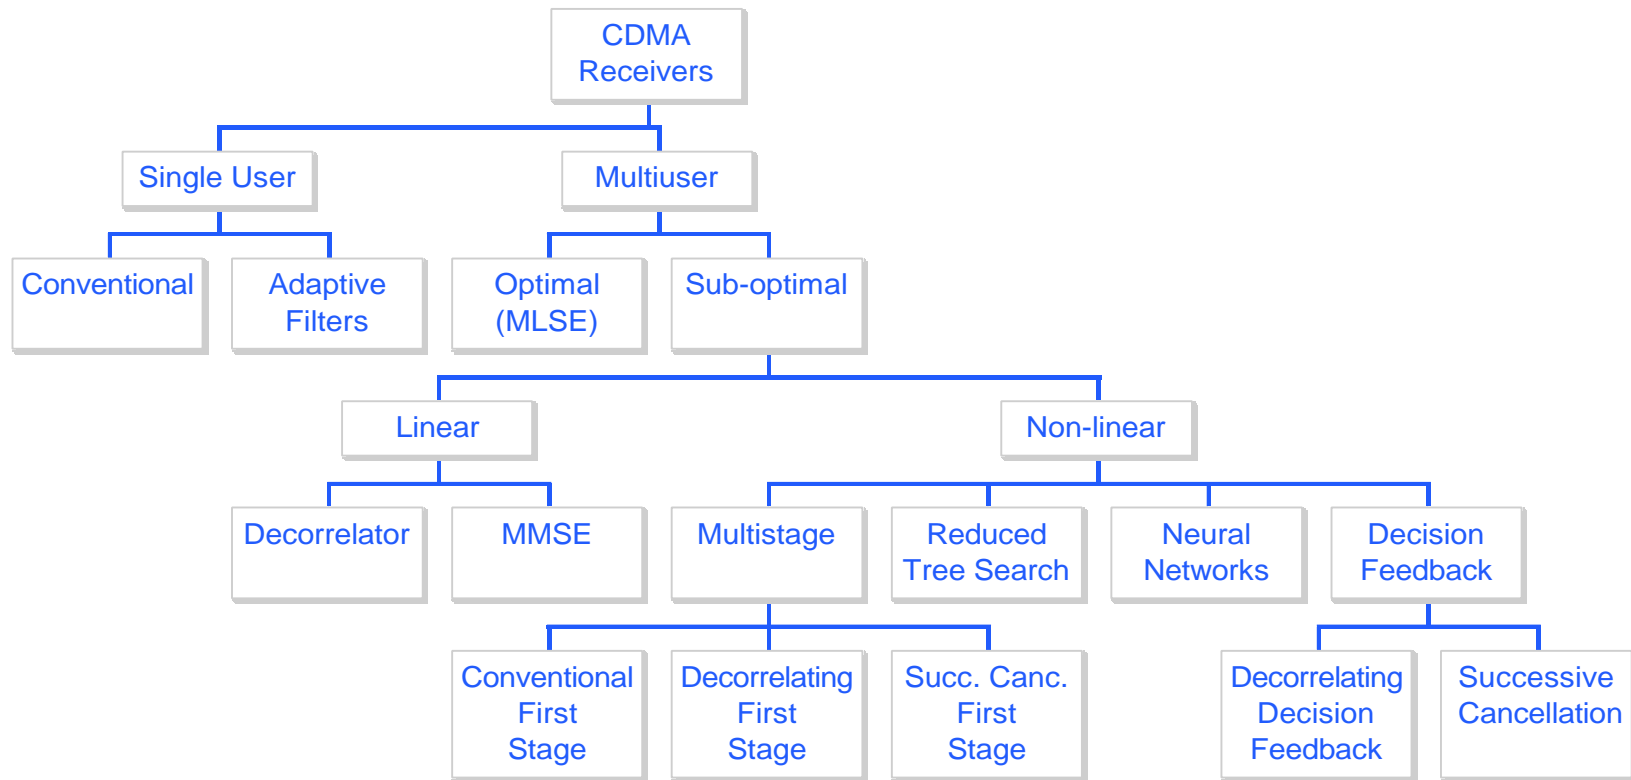 CDMA
Receivers
Single User
Multiuser
Conventional
Adaptive
Filters
Optimal
(MLSE)
Sub-optimal
Linear
Non-linear
Decorrelator
MMSE
Multistage
Reduced
Tree Search
Neural
Networks
Decision
Feedback
Conventional
First
Stage
Decorrelating
First
Stage
Succ. Canc.
First
Stage
Decorrelating
Decision
Feedback
Successive
Cancellation